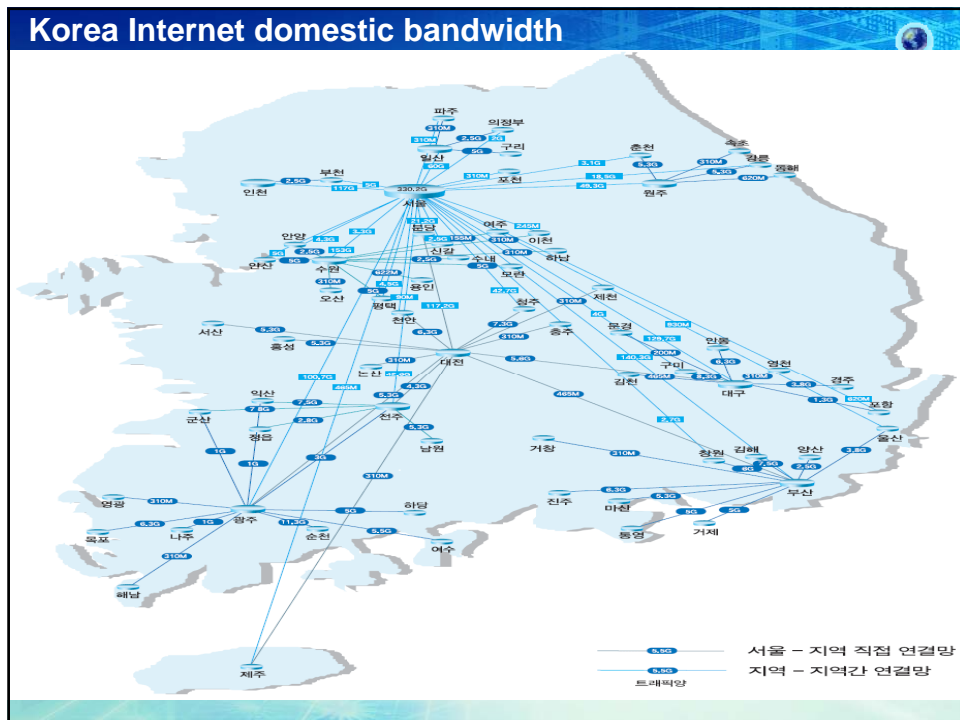 Korea Internet domestic bandwidth
파주
의정부
310M
2.5G
2G
310M
일산
5G
구리
60G
춘천
속초
310M
강릉
3.1G
5.3G
5.3G
동해
포천
310M
18.5G
620M
49.3G
원주
부천
2.5G
117G
5G
인천
330.2G
서울
21.2G
분당
여주
245M
이천
안양
4.3G
3.3G
2.5G
155M
310M
신갈
2.5G
153G
5G
5G
310M
하남
안산
수원
2.5G
수내
5G
모란
622M
310M
4.5G
용인
오산
5G
90M
평택
117.2G
천안
42.7G
청주
310M
제천
4G
서산
5.3G
홍성
5.3G
6.3G
7.3G
310M
충주
문경
930M
128.7G
안동
대전
5.8G
140.3G
200M
구미
6.3G
영천
310M
논산
100.7G
465M
김천
465M
310M
대구
3.8G
경주
1.3G
620M
포항
4.3G
5.3G
465M
익산
7.5G
7.8G
군산
2.8G
전주
5.3G
2.7G
울산
정읍
남원
거창
310M
창원
김해
7.5G
6G
양산
2.5G
3.8G
부산
1G
1G
3G
310M
영광
310M
광주
5G
하당
진주
6.3G
마산
5.3G
5G
5G
통영
거제
목포
6.3G
나주
1G
11.3G
순천
5.5G
여수
310M
해남
제주
5.5G
서울 – 지역 직접 연결망
5.5G
지역 – 지역간 연결망
트래픽양